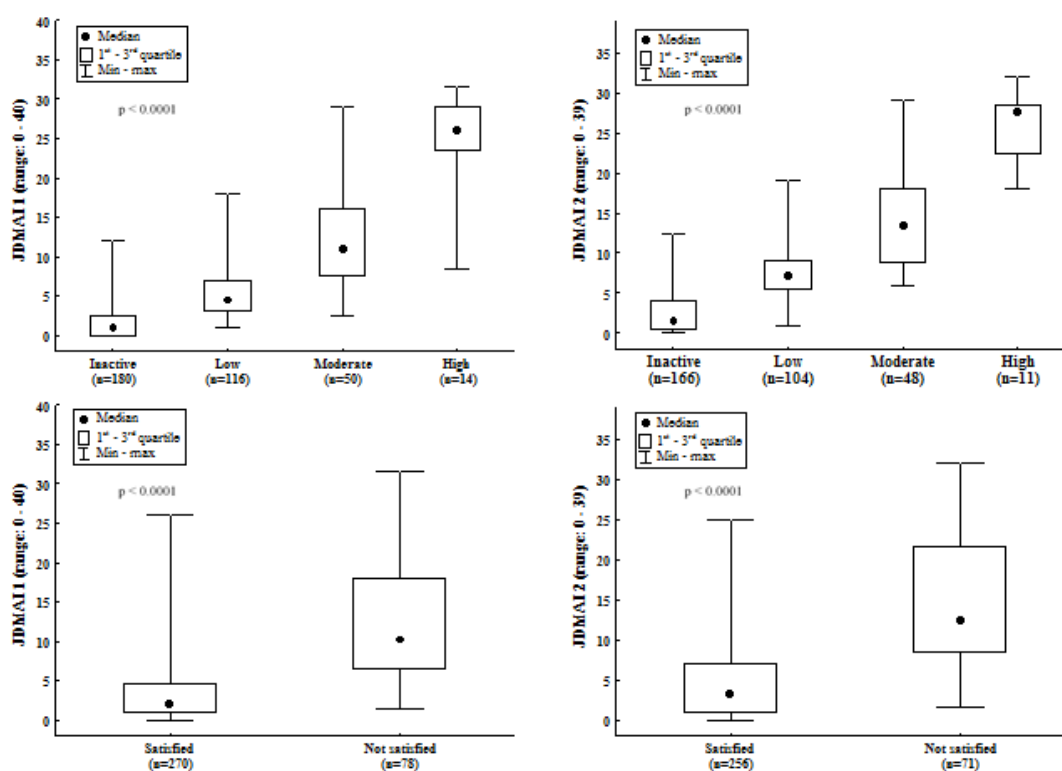 JDMAI 1 (range: 0 - 40)
40
35
30
25
20
15
10
5
0
Median
1st - 3rd quartile
Min - max
p < 0.0001
Inactive
(n=180)
Low
(n=116)
Moderate
(n=50)
High
(n=14)
JDMAI 2 (range: 0 - 39)
35
30
25
20
15
10
5
0
Median
1st - 3rd quartile
Min - max
p < 0.0001
Inactive
(n=166)
Low
(n=104)
Moderate
(n=48)
High
(n=11)
JDMAI 1 (range: 0 - 40)
40
35
30
25
20
15
10
5
0
Median
1st - 3rd quartile
Min - max
p < 0.0001
Satisfied
(n=270)
Not satisfied
(n=78)
JDMAI 2 (range: 0 - 39)
35
30
25
20
15
10
5
0
Median
1st - 3rd quartile
Min - max
p < 0.0001
Satisfied
(n=256)
Not satisfied
(n=71)